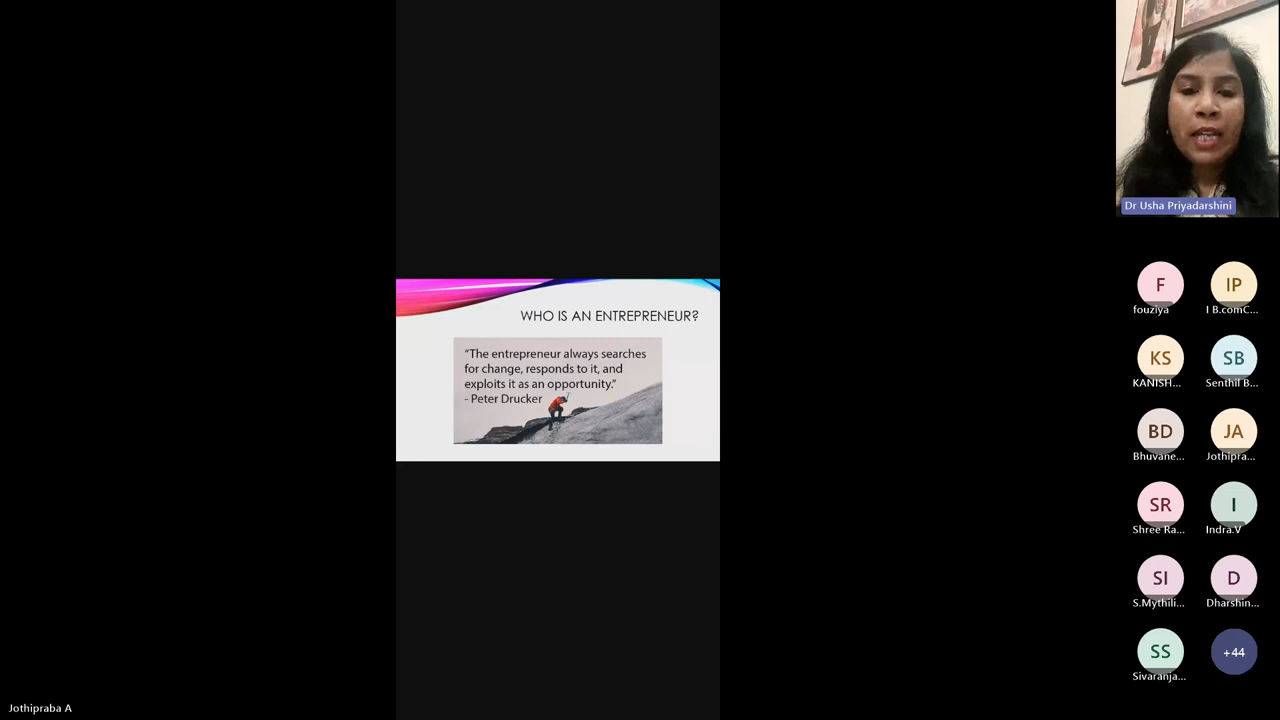 WHO IS AN ENTREPRENEUR?
“The entrepreneur always searches
for change, responds to it, and
exploits it as an opportunity.”
- Peter Drucker
Dr Usha Priyadarshini
F
IP
fouziya
I B.comC...
KS
SB
KANISH...
Senthil B...
BD
JA
Bhuvane...
Jothipra...
SR
I
Shree Ra...
Indra.V
SI
D
S.Mythili...
Dharshin...
SS
+44
Sivaranja...
Jothipraba A